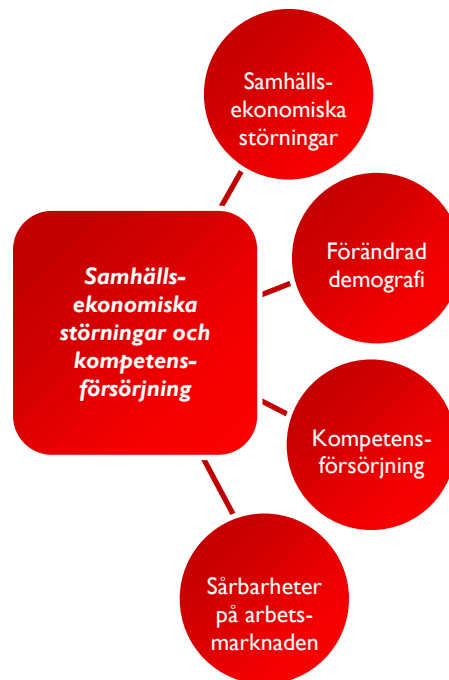 Samhälls-
ekonomiska
störningar
Förändrad
demografi
Samhälls-
ekonomiska
störningar och
kompetens-
försörjning
Kompetens-
försörjning
Sårbarheter
på arbets-
marknaden